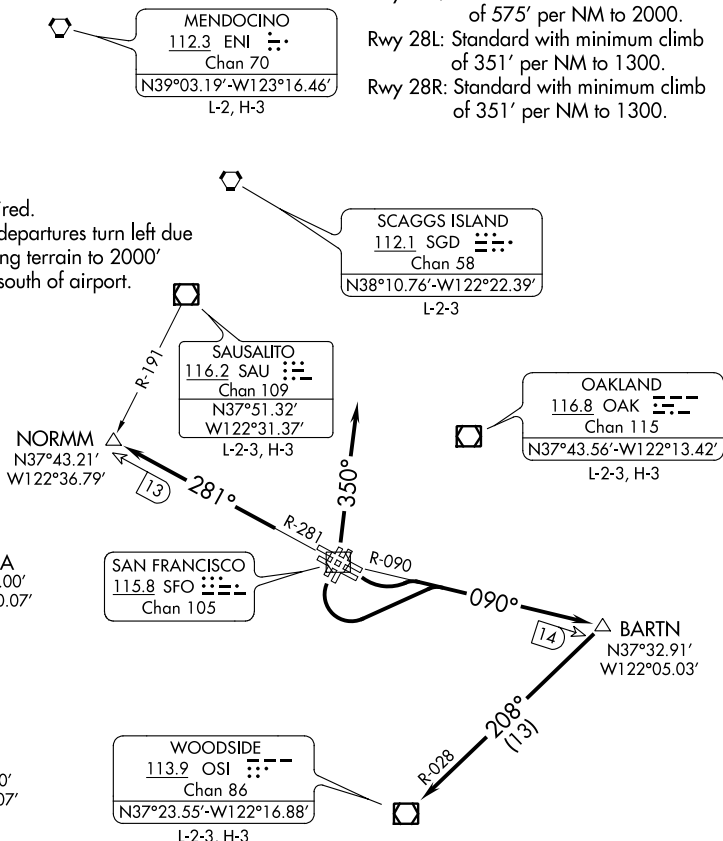 of 575' per NM to 2000.
Rwy 28L: Standard with minimum climb
of 351' per NM to 1300.
Rwy 28R: Standard with minimum climb
of 351' per NM to 1300.
MENDOCINO
112.3 ENI
Chan 70
N39°03.19'-W123°16.46'
L-2, H-3
departures turn left due
terrain to 2000'
south of airport.
SCAGGS ISLAND
112.1 SGD
Chan 58
N38°10.76'-W122°22.39'
L-2-3
SAUSALITO
116.2 SAU
Chan 109
N37°51.32'
W122°31.37'
L-2-3, H-3
R-191
OAKLAND
116.8 OAK
Chan 115
N37°43.56'-W122°13.42'
L-2-3, H-3
NORMM
N37°43.21'
W122°36.79'
13
281°
R-281
350°
SAN FRANCISCO
115.8 SFO
Chan 105
R-090
090°
14
BARTN
N37°32.91'
W122°05.03'
208°
(13)
R-028
WOODSIDE
113.9 OSI
Chan 86
N37°23.55'-W122°16.88'
L-2-3, H-3